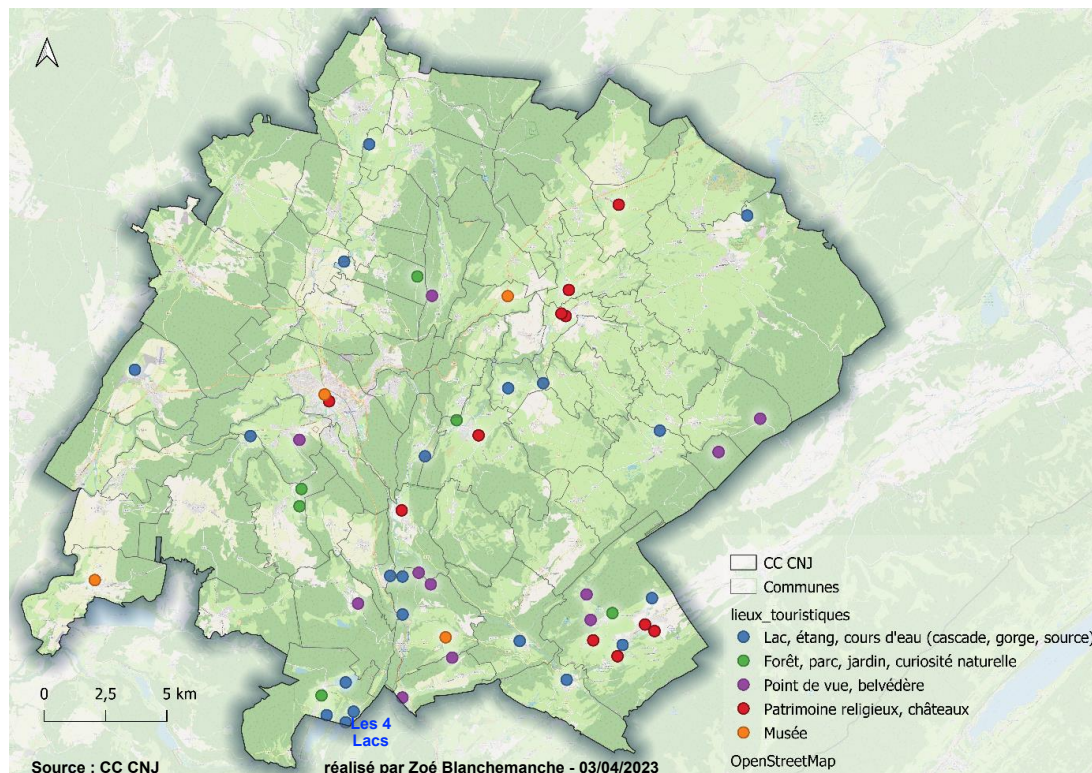 CC CNJ
Communes
lieux_touristiques
Lac, étang, cours d'eau (cascade, gorge, source)
Forêt, parc, jardin, curiosité naturelle
Point de vue, belvédère
Patrimoine religieux, châteaux
Musée
OpenStreetMap
0 2,5 5 km
Les 4
Lacs
Source : CC CNJ réalisé par Zoé Blanchemanche - 03/04/2023